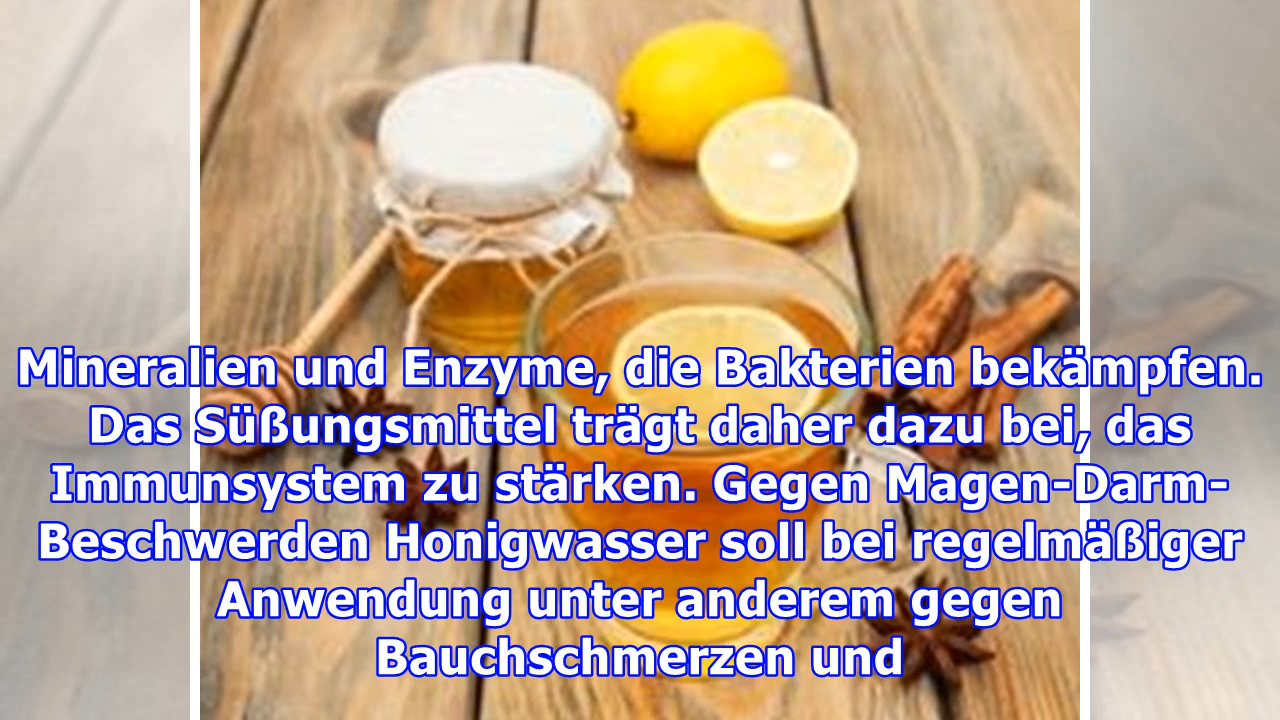 Mineralien und Enzyme, die Bakterien bekämpfen.
Das Süßungsmittel trägt daher dazu bei, das
Immunsystem zu stärken. Gegen Magen-Darm-
Beschwerden Honigwasser soll bei regelmäßiger
Anwendung unter anderem gegen
Bauchschmerzen und